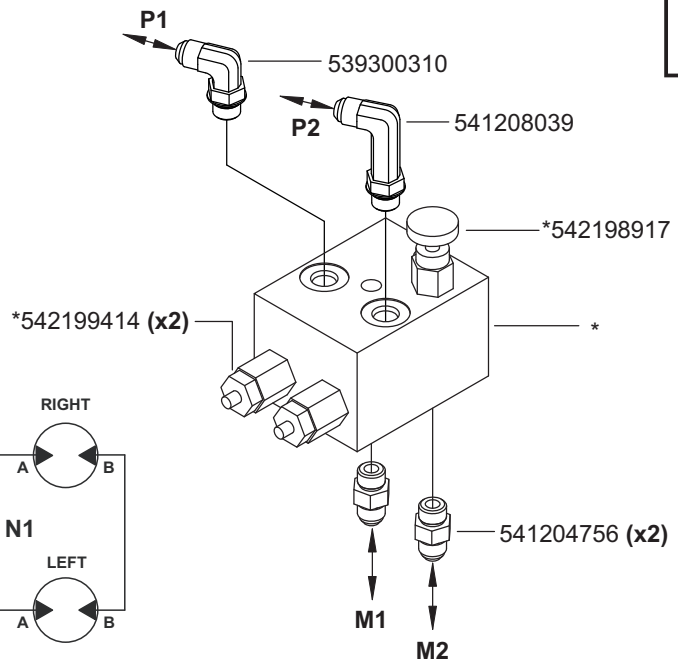 P1
539300310
P2
541208039
*542198917
*542199414 (x2)
*
RIGHT
A
B
N1
LEFT
A
B
541204756 (x2)
M1
M2